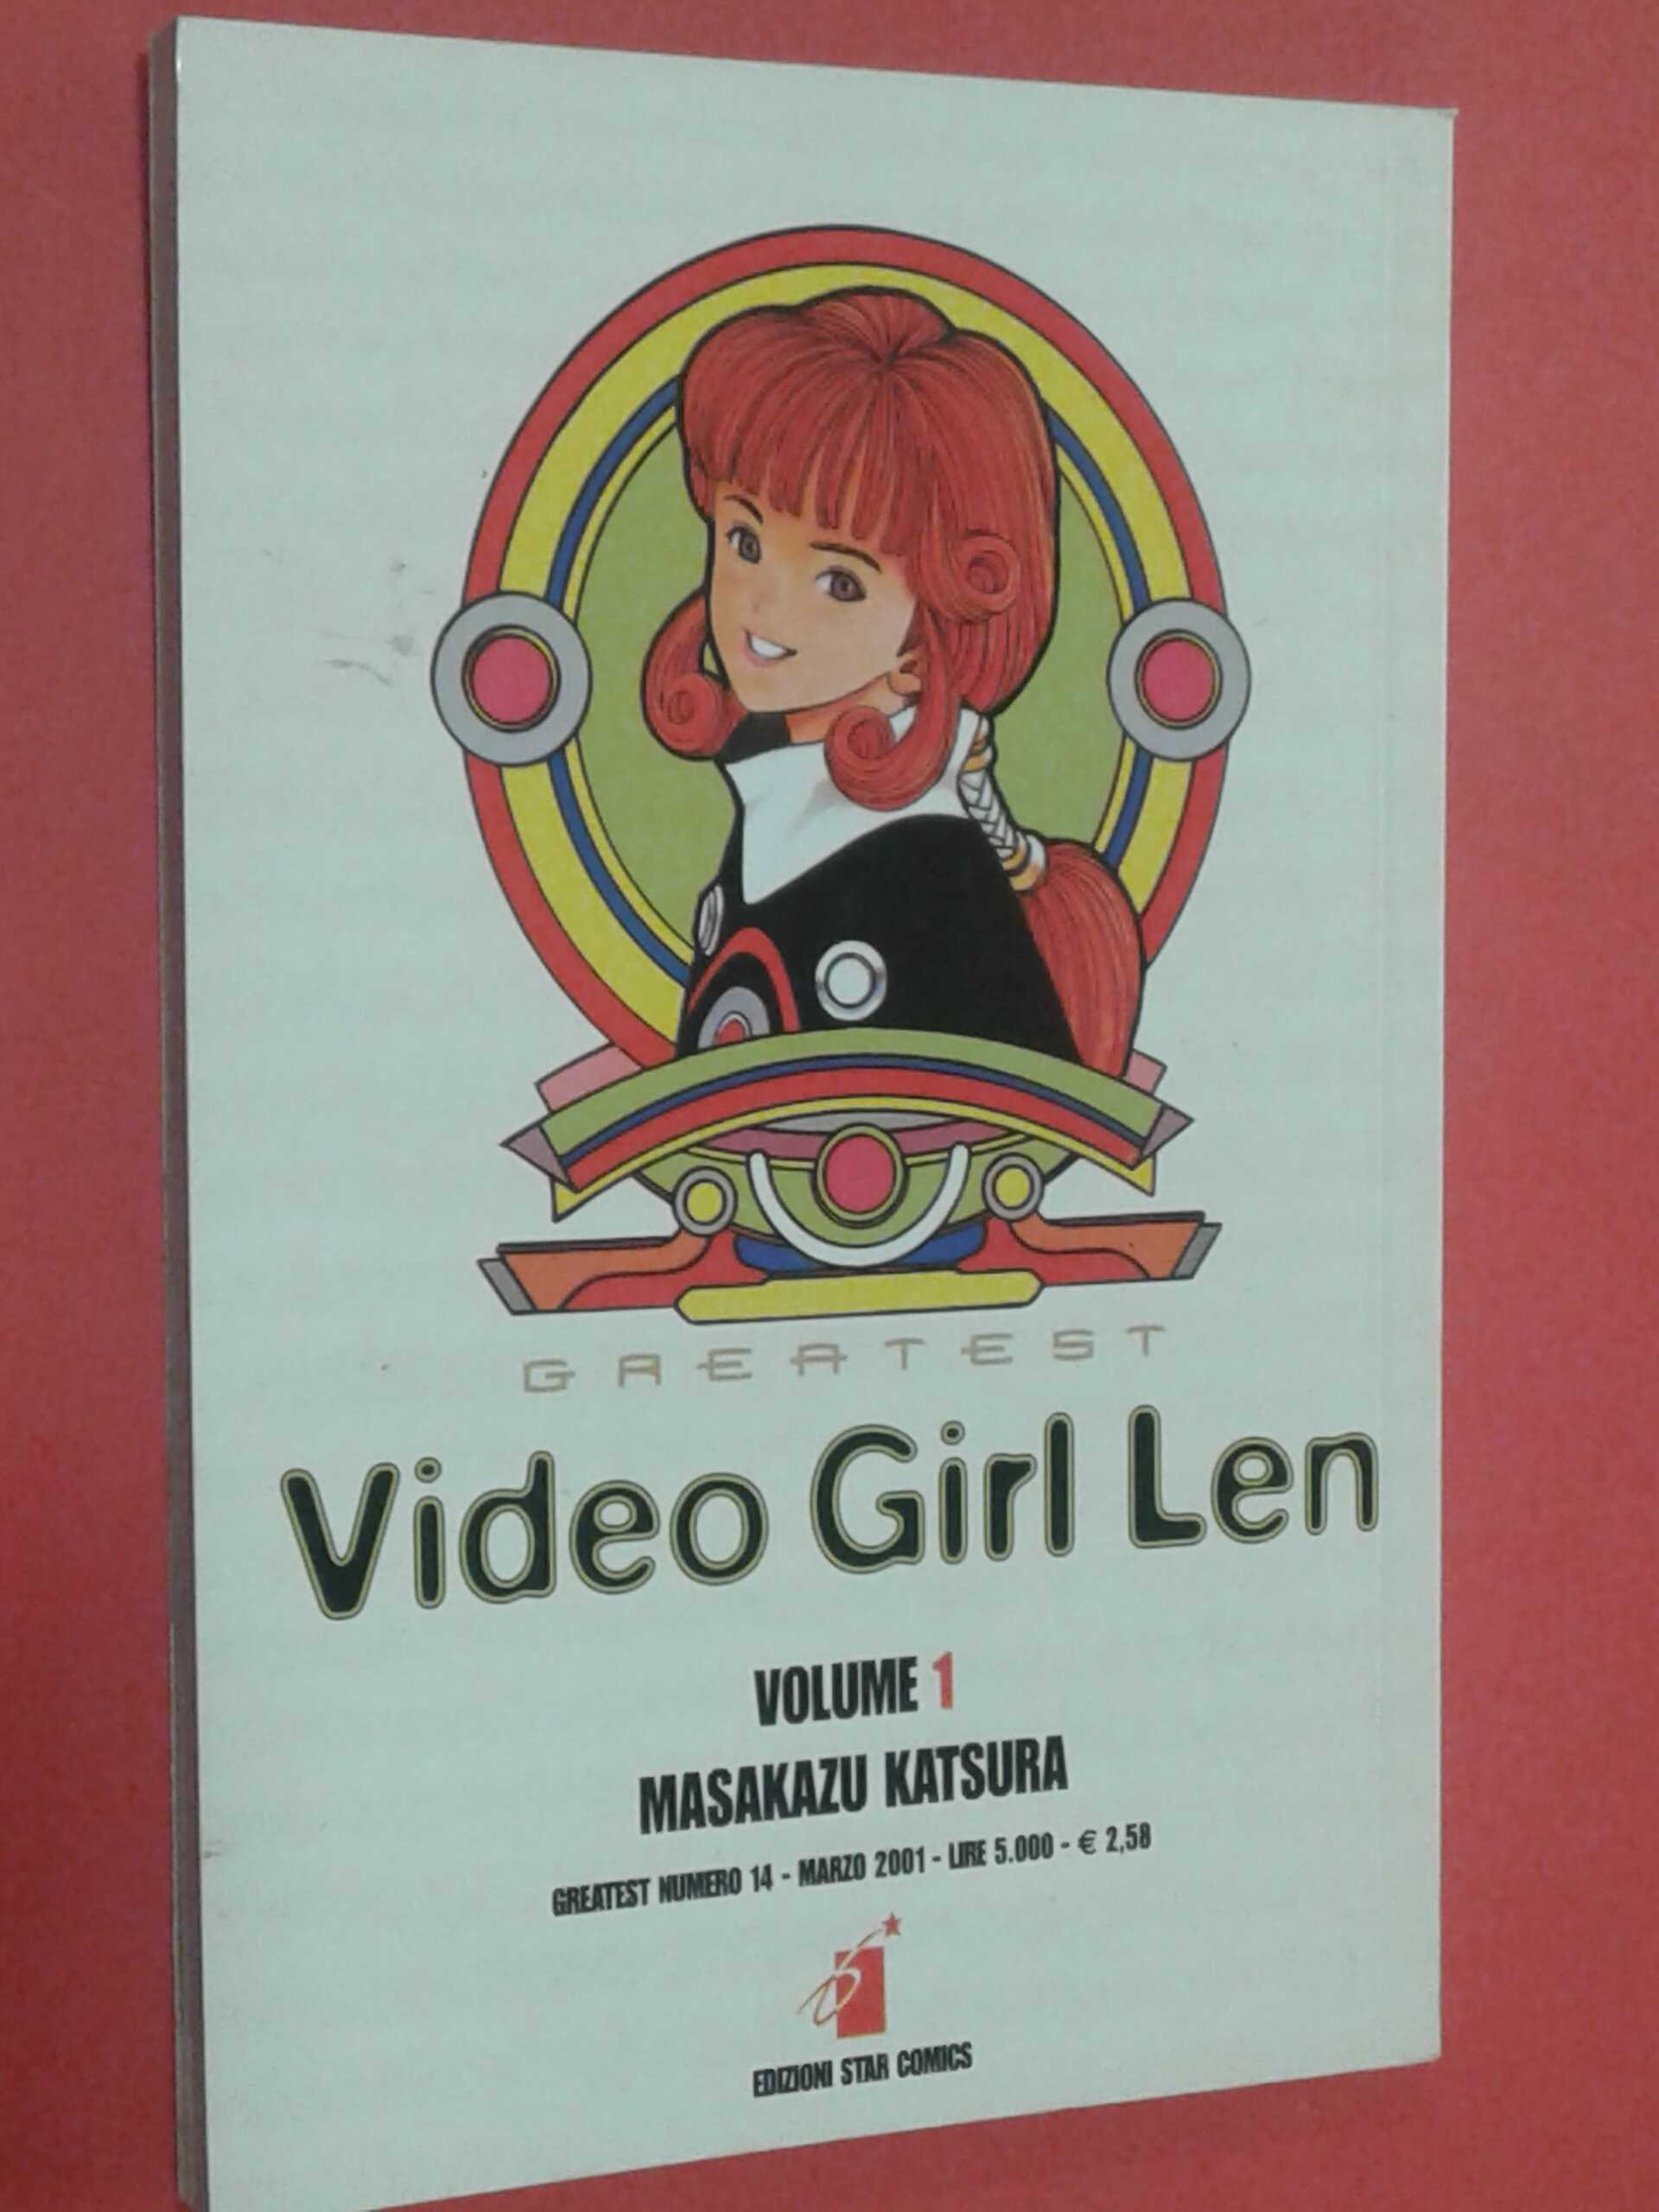 GREATEST
Video Girl Len
VOLUME 1
MASAKAZU KATSURA
GREATEST NUMERO 14 - MARZO 2001 - LIRE 5.000 - € 2,58
EDIZIONI STAR COMICS